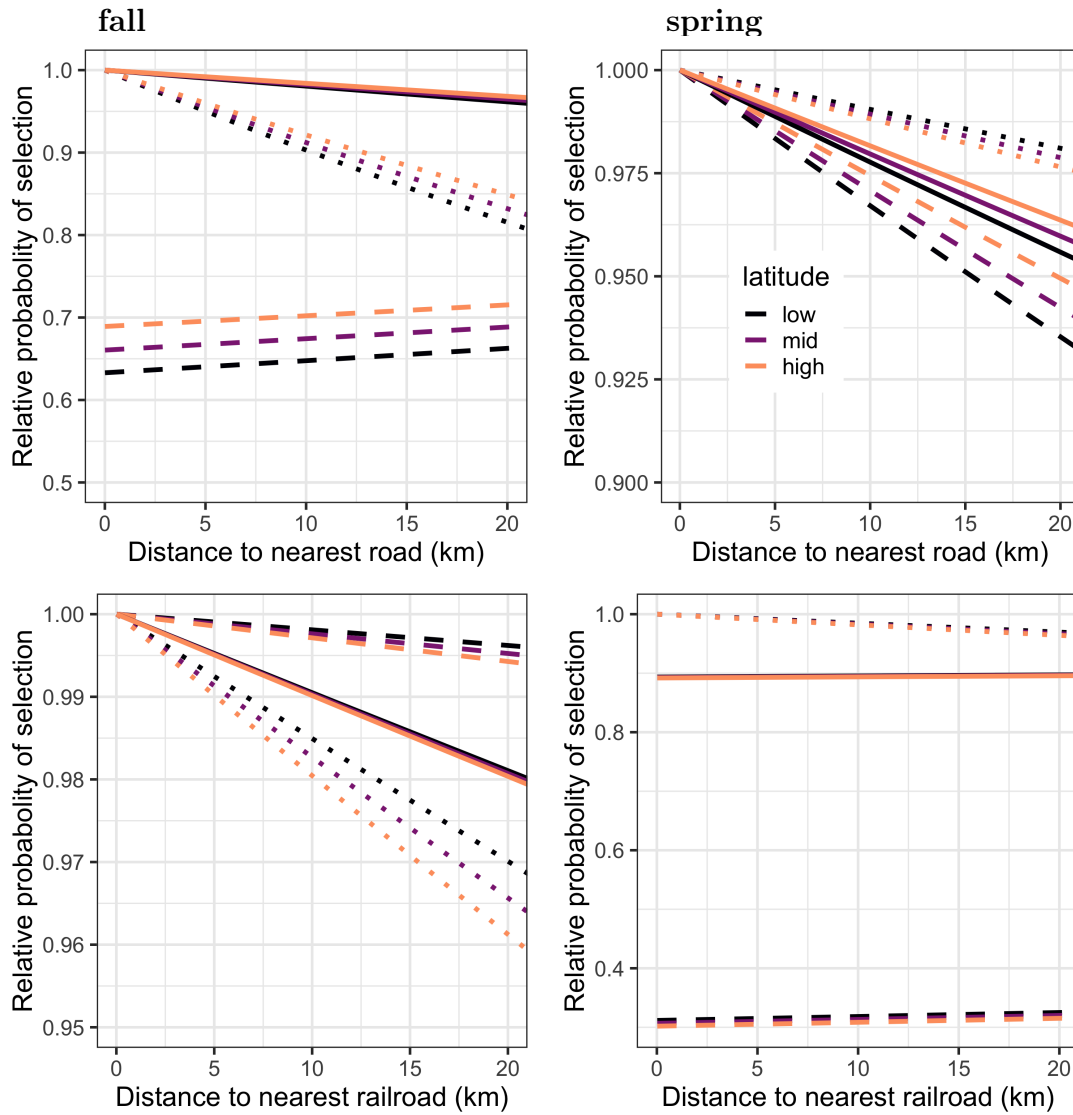 fall
spring
Relative probabolity of selection
1.0
0.9
0.8
0.7
0.6
0.5
0 5 10 15 20
Distance to nearest road (km)
Relative probabolity of selection
1.000
0.975
0.950
0.925
0.900
latitude
low
mid
high
0 5 10 15 20
Distance to nearest road (km)
Relative probabolity of selection
1.00
0.99
0.98
0.97
0.96
0.95
0 5 10 15 20
Distance to nearest railroad (km)
Relative probabolity of selection
1.0
0.8
0.6
0.4
0 5 10 15 20
Distance to nearest railroad (km)